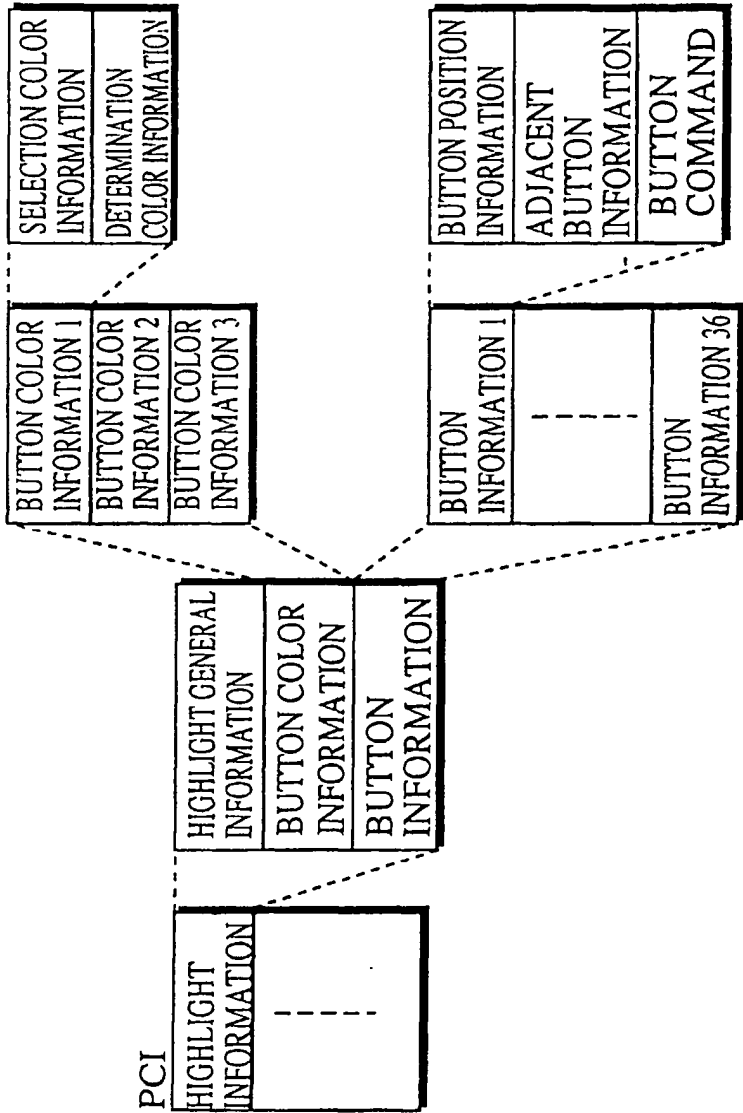 PCI
HIGHLIGHT
INFORMATION
HIGHLIGHT GENERAL
INFORMATION
BUTTON COLOR
INFORMATION
BUTTON
INFORMATION
BUTTON COLOR
INFORMATION 1
BUTTON COLOR
INFORMATION 2
BUTTON COLOR
INFORMATION 3
SELECTION COLOR
INFORMATION
DETERMINATION
COLOR INFORMATION
BUTTON
INFORMATION 1
BUTTON
INFORMATION 36
BUTTON POSITION
INFORMATION
ADJACENT
BUTTON
INFORMATION
BUTTON
COMMAND